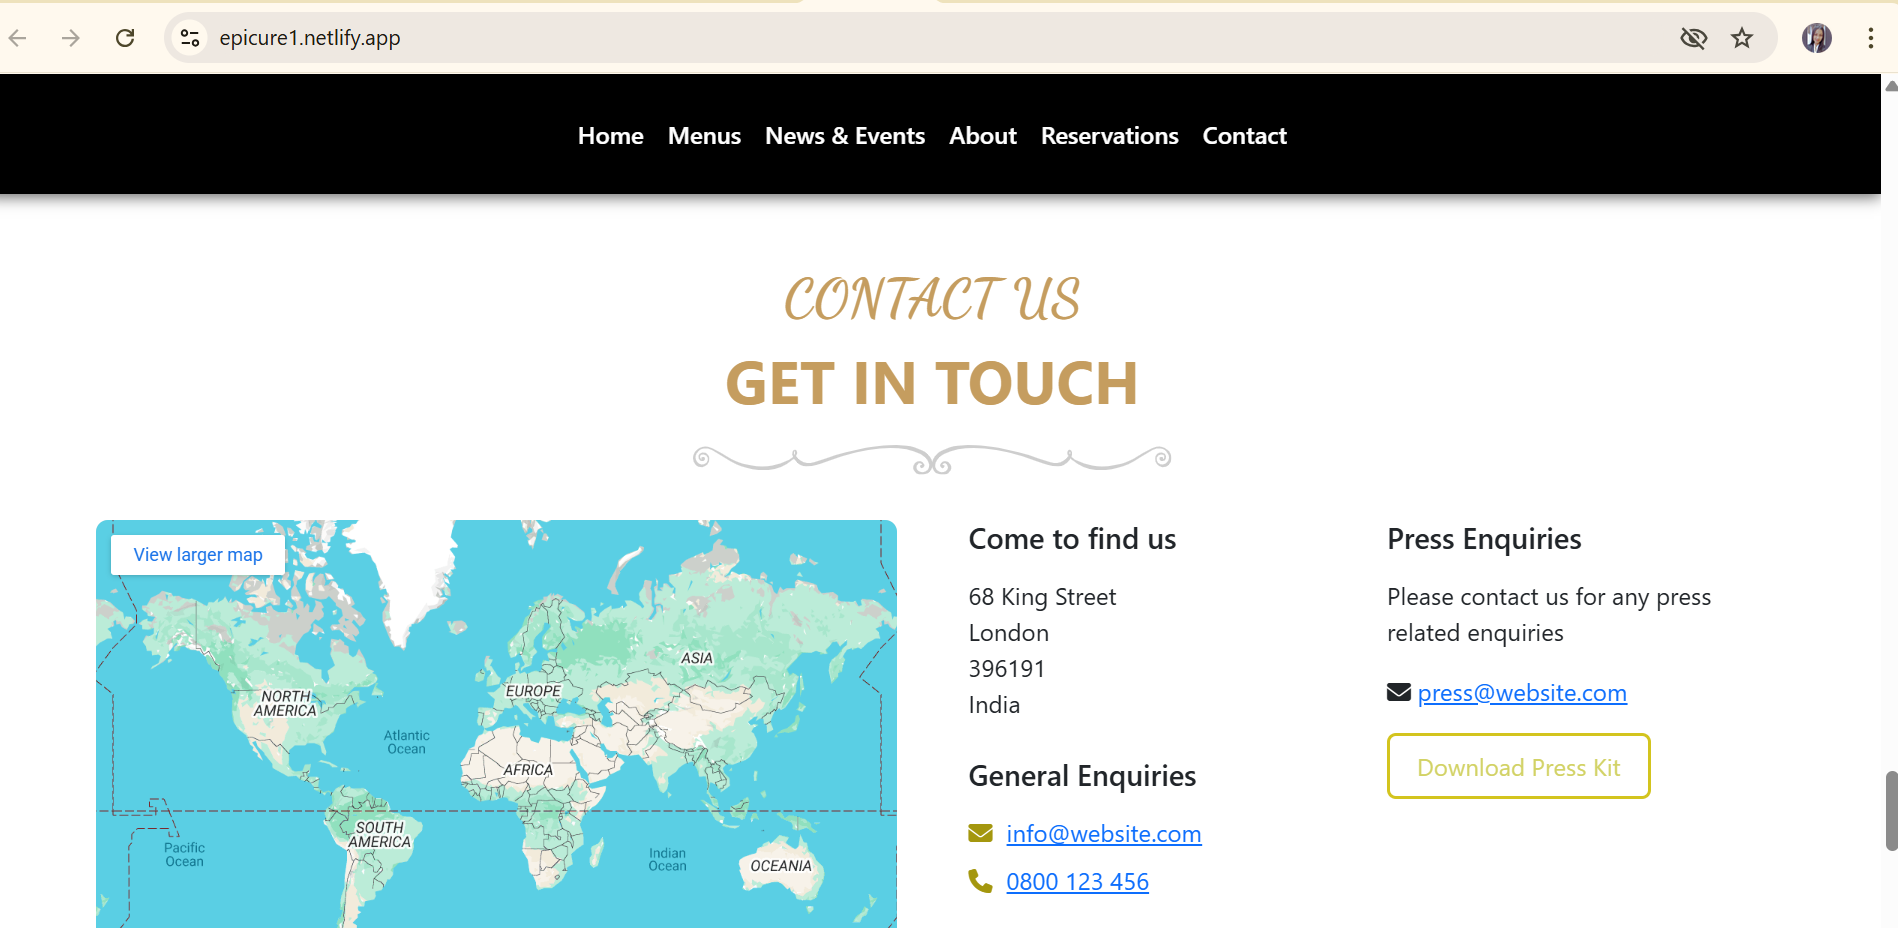 epicure1.netlify.app
Home Menus News & Events About Reservations Contact
CONTACT US
GET IN TOUCH
View larger map
NORTH
AMERICA
Atlantic
Ocean
EUROPE
ASIA
AFRICA
SOUTH
AMERICA
Pacific
Ocean
Indian
Ocean
OCEANIA
Come to find us
68 King Street
London
396191
India
General Enquiries
info@website.com
0800 123 456
Press Enquiries
Please contact us for any press
related enquiries
press@website.com
Download Press Kit